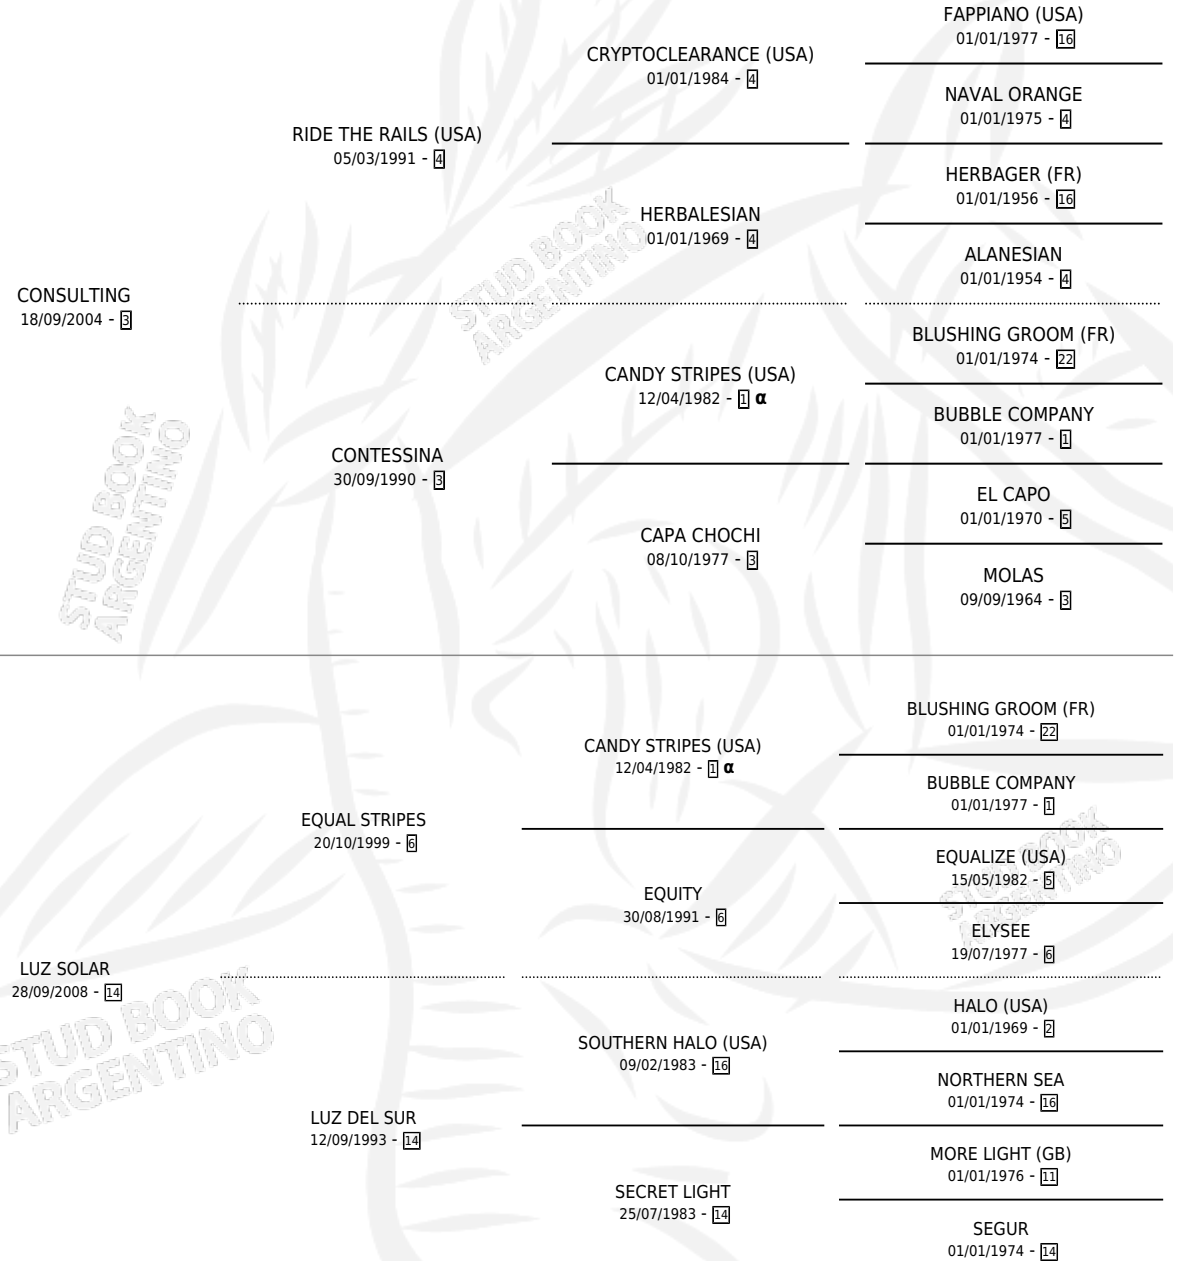 FAPPIANO (USA)
01/01/1977 - 16
CRYPTOCLEARANCE (USA)
01/01/1984 - 4
NAVAL ORANGE
01/01/1975 - 4
RIDE THE RAILS (USA)
05/03/1991 - 4
HERBAGER (FR)
01/01/1956 - 16
HERBALESIAN
01/01/1969 - 4
ALANESIAN
01/01/1954 - 4
CONSULTING
18/09/2004 - 3
BLUSHING GROOM (FR)
01/01/1974 - 22
CANDY STRIPES (USA)
12/04/1982 - 1 α
BUBBLE COMPANY
01/01/1977 - 1
CONTESSINA
30/09/1990 - 3
EL CAPO
01/01/1970 - 5
CAPA CHOCHI
08/10/1977 - 3
MOLAS
09/09/1964 - 3
BLUSHING GROOM (FR)
01/01/1974 - 22
CANDY STRIPES (USA)
12/04/1982 - 1 α
BUBBLE COMPANY
01/01/1977 - 1
EQUAL STRIPES
20/10/1999 - 6
EQUALIZE (USA)
15/05/1982 - 5
EQUITY
30/08/1991 - 6
ELYSEE
19/07/1977 - 6
LUZ SOLAR
28/09/2008 - 14
HALO (USA)
01/01/1969 - 2
SOUTHERN HALO (USA)
09/02/1983 - 16
NORTHERN SEA
01/01/1974 - 16
LUZ DEL SUR
12/09/1993 - 14
MORE LIGHT (GB)
01/01/1976 - 11
SECRET LIGHT
25/07/1983 - 14
SEGUR
01/01/1974 - 14
STUD BOOK
ARGENTINO
STUD BOOK
ARGENTINO
STUD BOOK
ARGENTINO
STUD BOOK
ARGENTINO